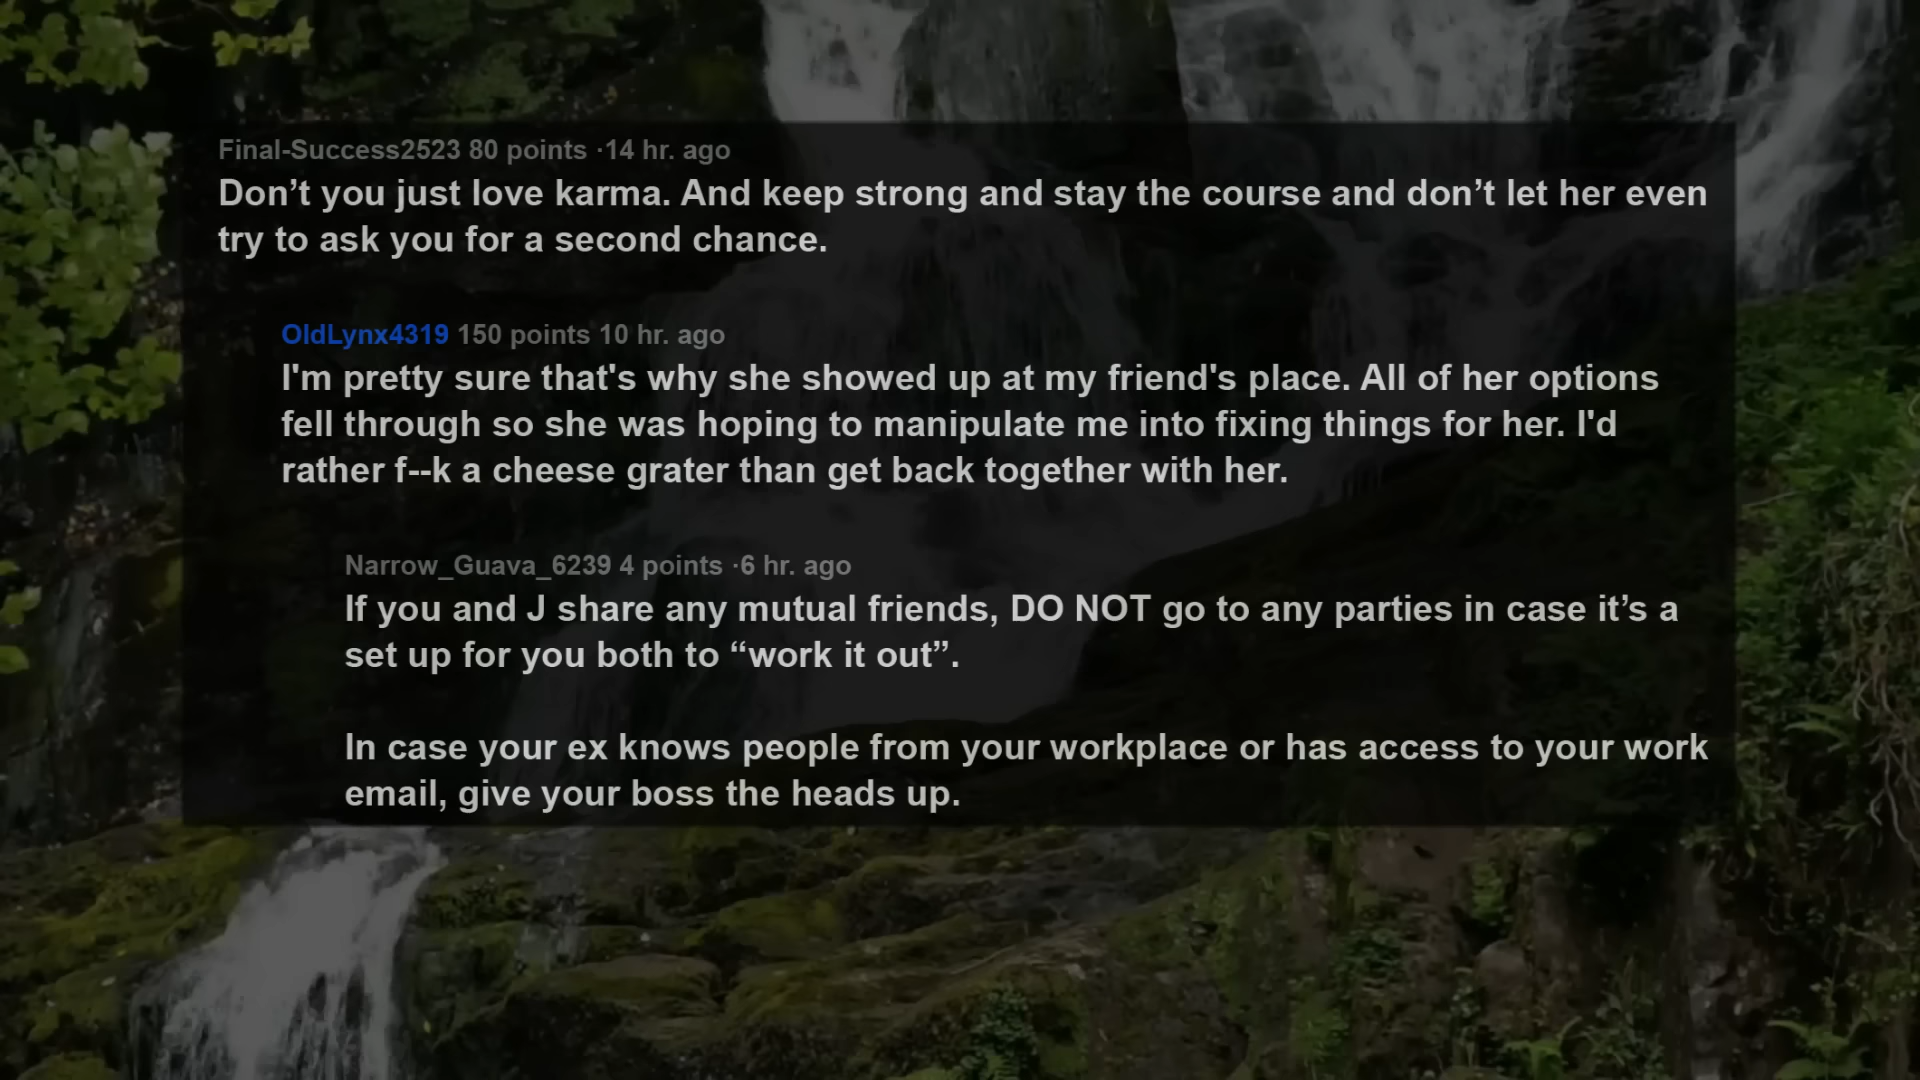 Final-Success2523 80 points ·14 hr. ago
Don’t you just love karma. And keep strong and stay the course and don’t let her even
try to ask you for a second chance.
OldLynx4319 150 points 10 hr. ago
I'm pretty sure that's why she showed up at my friend's place. All of her options
fell through so she was hoping to manipulate me into fixing things for her. I'd
rather f--k a cheese grater than get back together with her.
Narrow_Guava_6239 4 points ·6 hr. ago
If you and J share any mutual friends, DO NOT go to any parties in case it’s a
set up for you both to “work it out”.
In case your ex knows people from your workplace or has access to your work
email, give your boss the heads up.